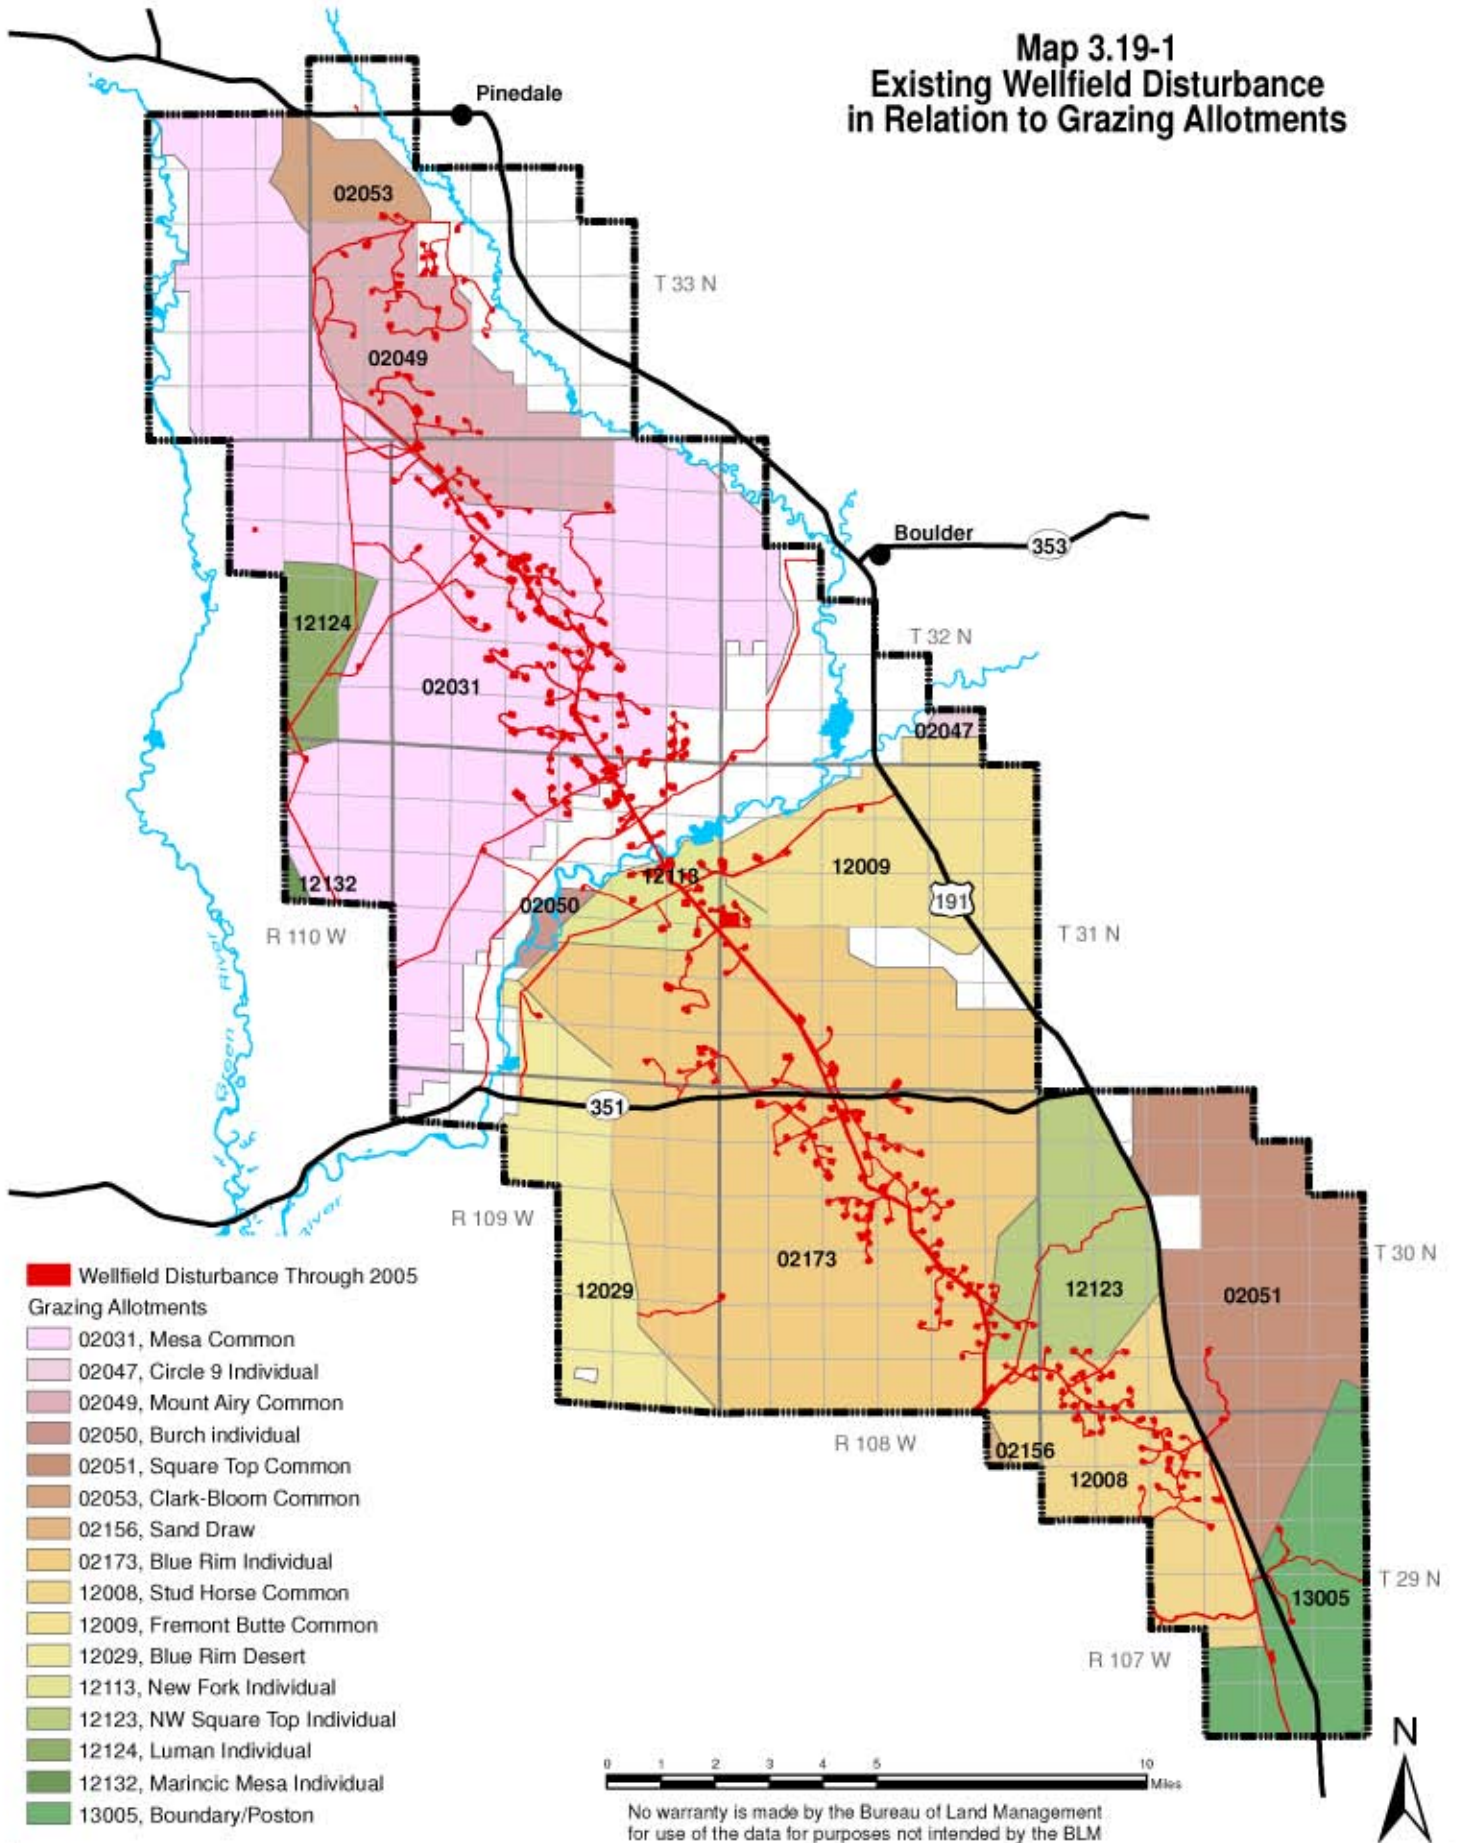 Map 3.19-1
Existing Wellfield Disturbance
in Relation to Grazing Allotments
Pinedale
02053
T 33 N
02049
Boulder
353
12124
T 32 N
02031
02047
12009
12113
12132
191
02050
R 110 W
T 31 N
Green
River
351
River
R 109 W
T 30 N
02173
12123
12029
02051
R 108 W
02156
12008
T 29 N
13005
R 107 W
Wellfield Disturbance Through 2005
Grazing Allotments
02031, Mesa Common
02047, Circle 9 Individual
02049, Mount Airy Common
02050, Burch individual
02051, Square Top Common
02053, Clark-Bloom Common
02156, Sand Draw
02173, Blue Rim Individual
12008, Stud Horse Common
12009, Fremont Butte Common
12029, Blue Rim Desert
12113, New Fork Individual
12123, NW Square Top Individual
12124, Luman Individual
12132, Marincic Mesa Individual
13005, Boundary/Poston
N
0 1 2 3 4 5 10
Miles
No warranty is made by the Bureau of Land Management
for use of the data for purposes not intended by the BLM